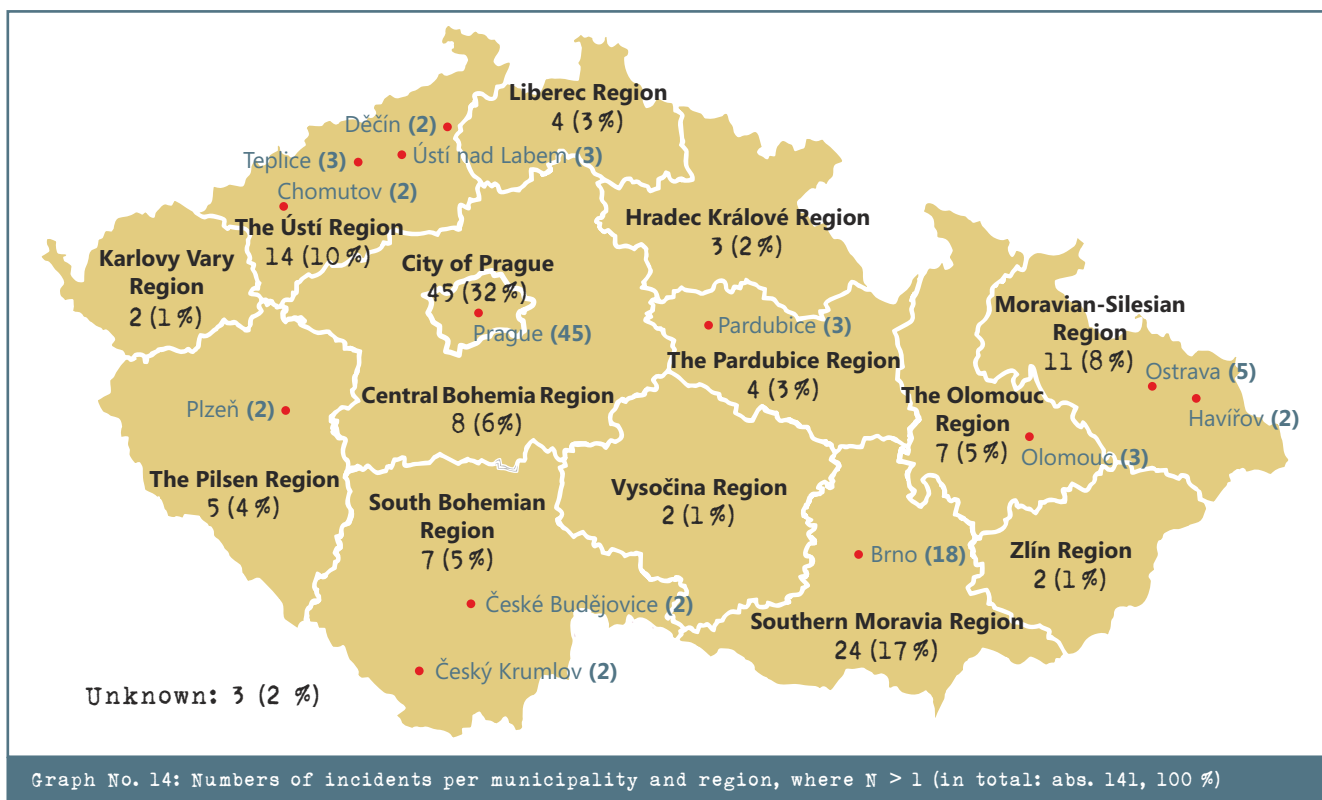 Liberec Region
4 (3 %)
Děčín (2)
Teplice (3)
Ústí nad Labem (3)
Chomutov (2)
The Ústí Region
14 (10 %)
Karlovy Vary
Region
2 (1 %)
City of Prague
45 (32 %)
Prague (45)
Hradec Králové Region
3 (2 %)
Pardubice (3)
The Pardubice Region
4 (3 %)
Moravian-Silesian
Region
11 (8 %)
Ostrava (5)
Havířov (2)
Central Bohemia Region
8 (6%)
The Olomouc
Region
7 (5 %)
Olomouc (3)
Plzeň (2)
The Pilsen Region
5 (4 %)
South Bohemian
Region
7 (5 %)
České Budějovice (2)
Český Krumlov (2)
Vysočina Region
2 (1 %)
Brno (18)
Southern Moravia Region
24 (17 %)
Zlín Region
2 (1 %)
Unknown: 3 (2 %)
Graph No. 14: Numbers of incidents per municipality and region, where N > 1 (in total: abs. 141, 100 %)